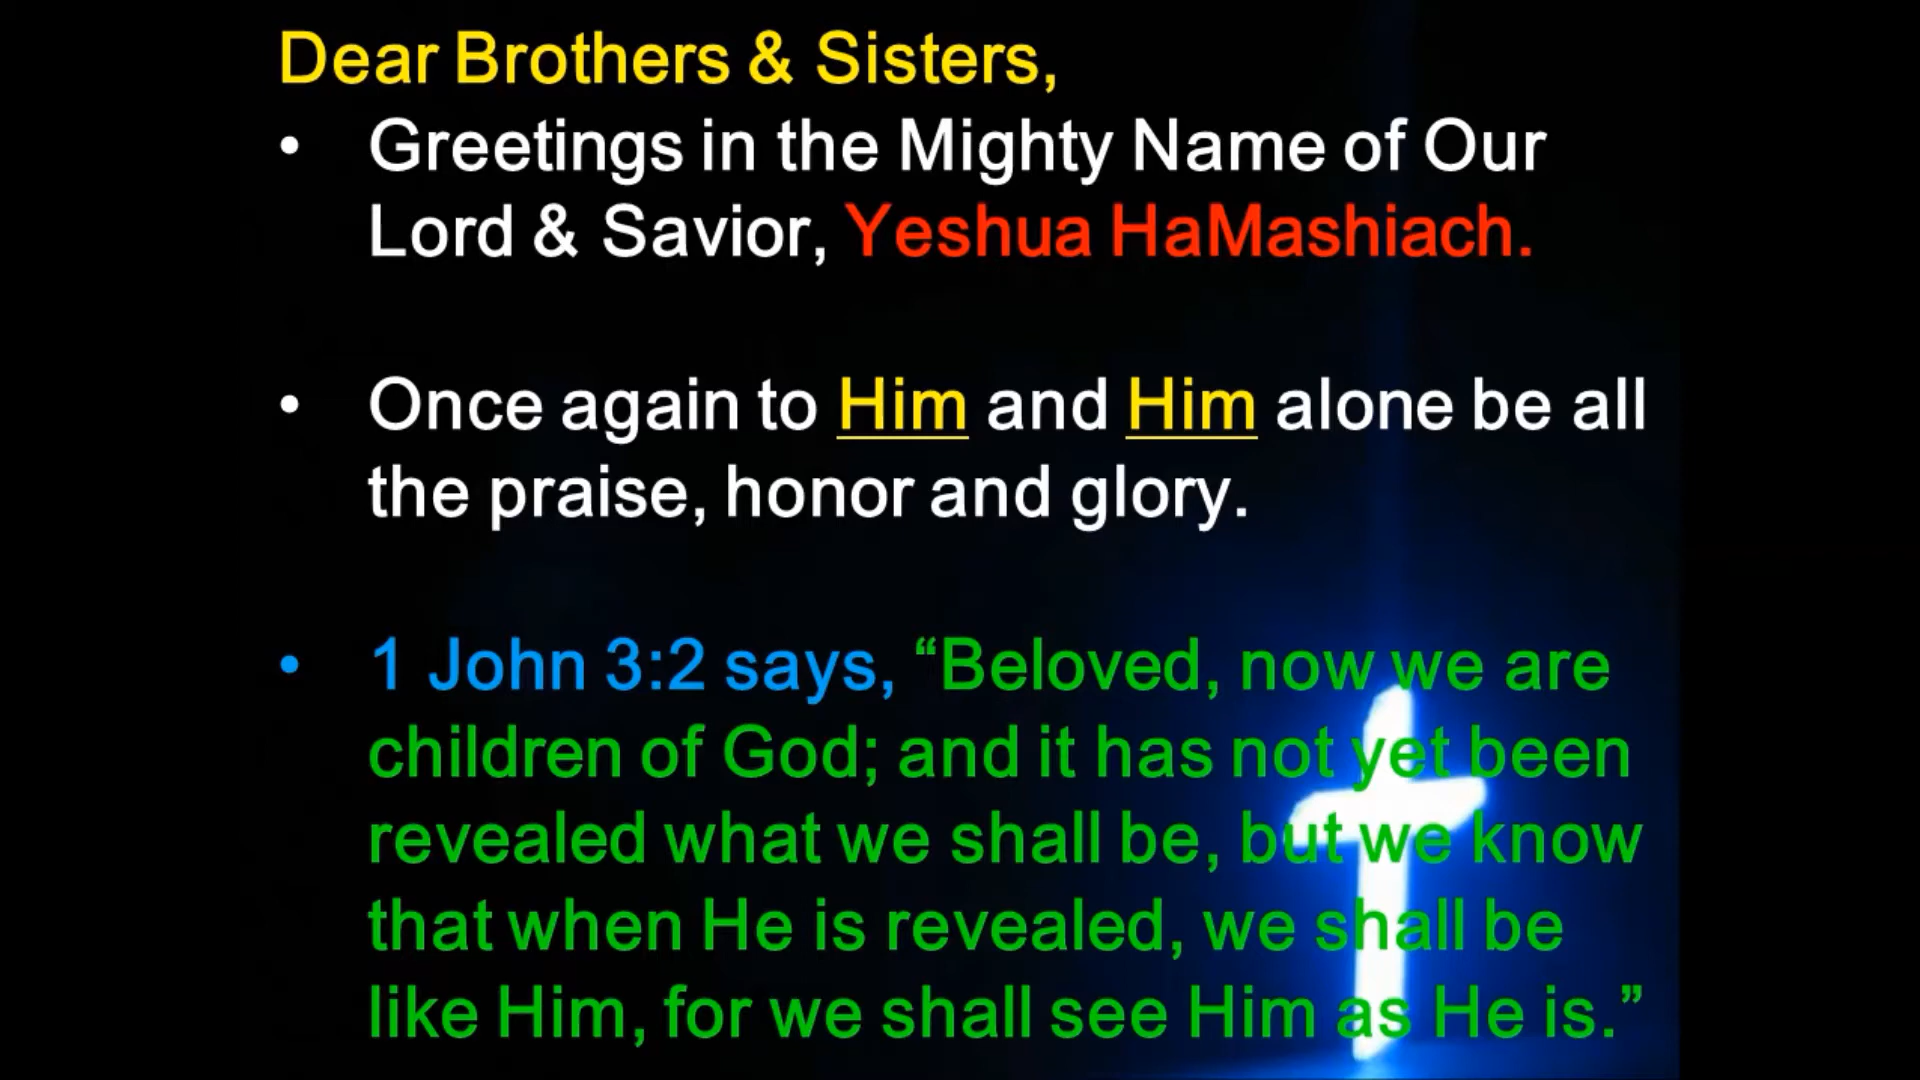 Dear Brothers & Sisters,
• Greetings in the Mighty Name of Our
Lord & Savior, Yeshua HaMashiach.
• Once again to Him and Him alone be all
the praise, honor and glory.
• 1 John 3:2 says, “Beloved, now we are
children of God; and it has not yet been
revealed what we shall be, but we know
that when He is revealed, we shall be
like Him, for we shall see Him as He is.”